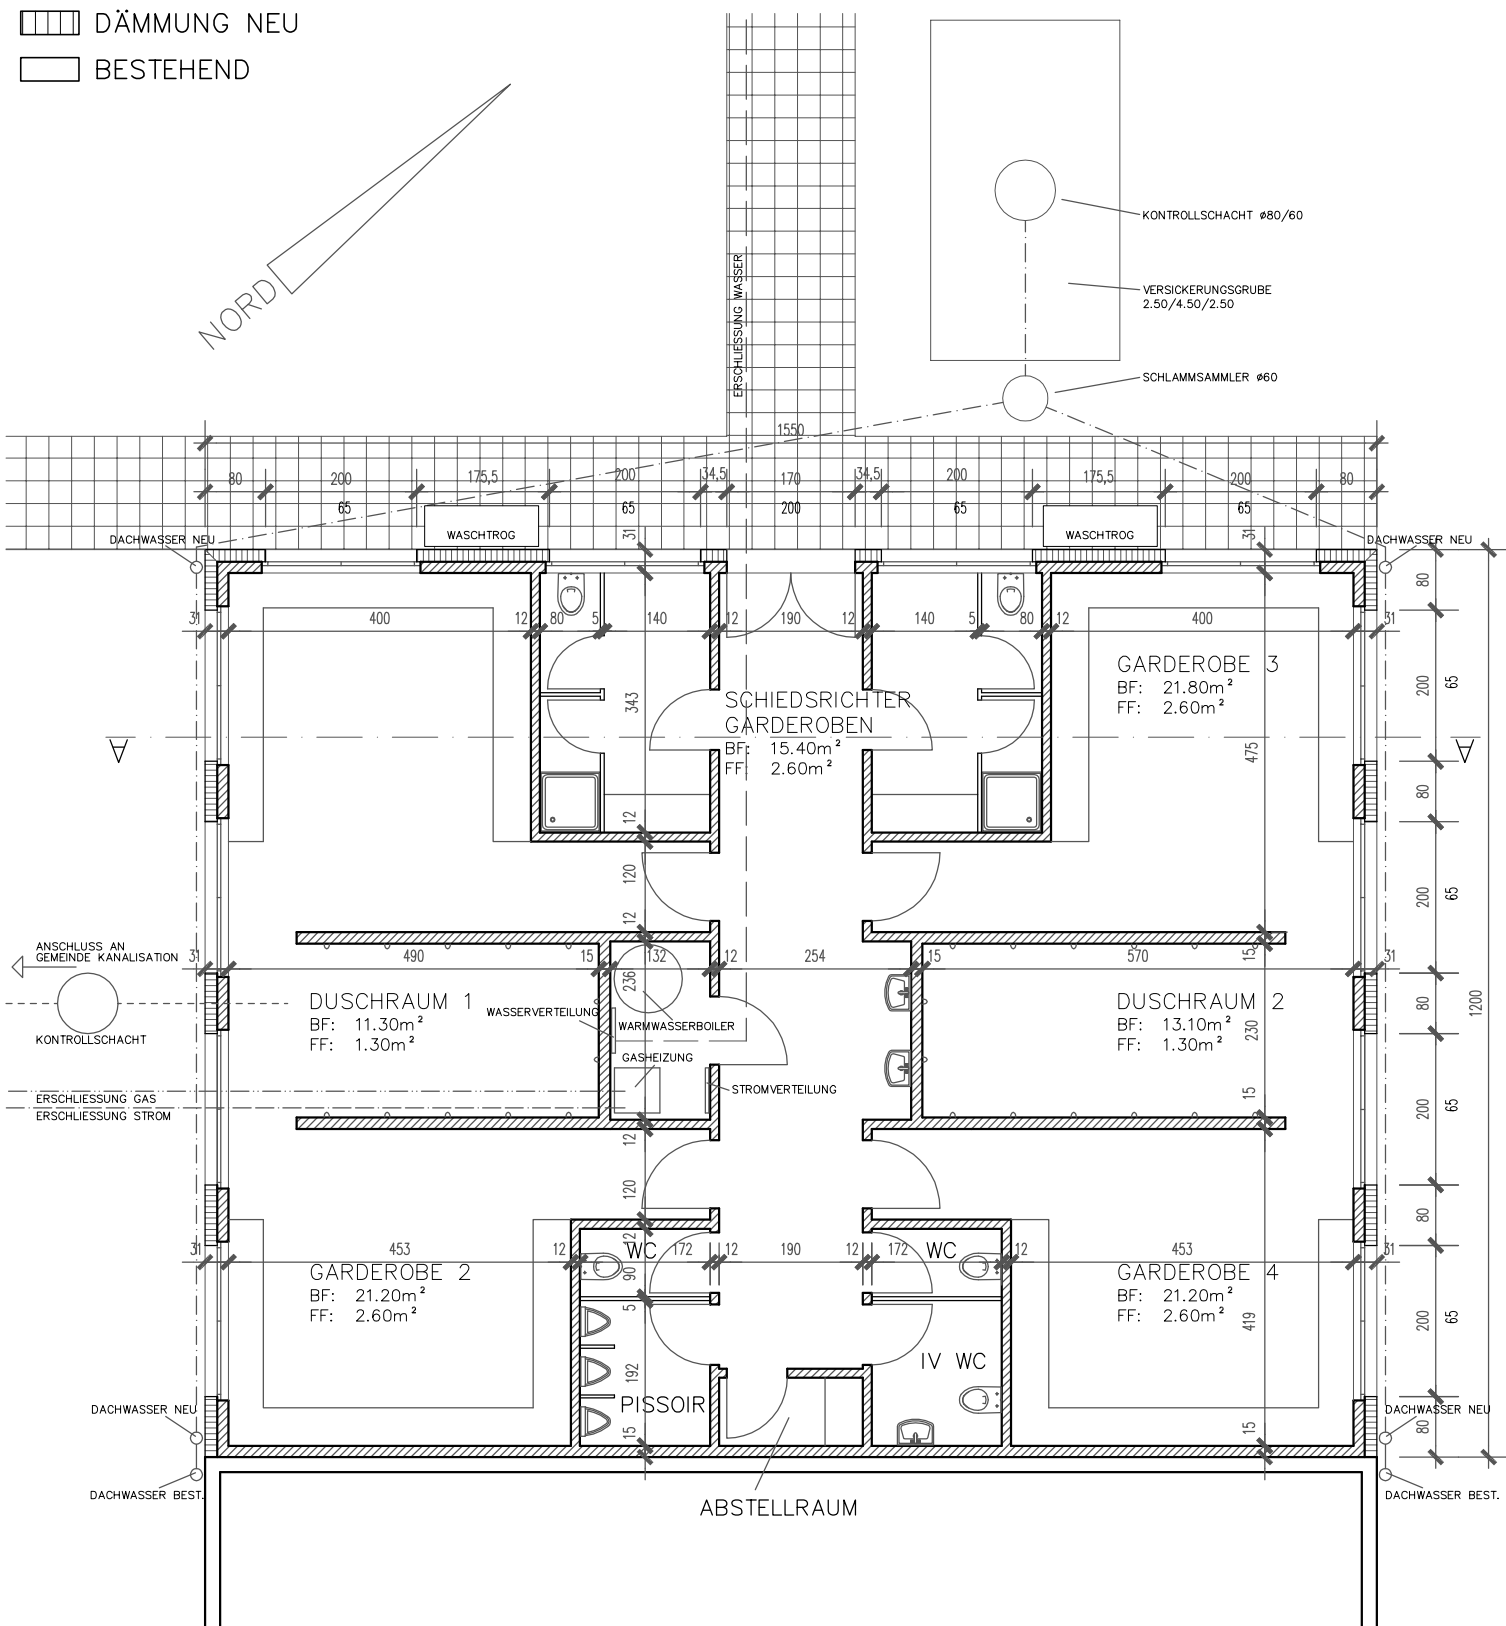 DÄMMUNG NEU
BESTEHEND
NORD
ERSCHLIESSUNG WASSER
KONTROLLSCHACHT ø80/60
VERSICKERUNGSGRUBE
2.50/4.50/2.50
SCHLAMMSAMMLER ø60
1550
80 200 175,5 200 34,5 170 34,5 200 175,5 200 80
65 65 200 65 65
WASCHTROG
WASCHTROG
31
31
DACHWASSER NEU
DACHWASSER NEU
31 400 12 80 5 140 12 190 12 140 5 80 12 400 31
GARDEROBE 3
BF: 21.80m²
FF: 2.60m²
SCHIEDSRICHTER
GARDEROBEN
BF: 15.40m²
FF: 2.60m²
343
475
A
A
12
120
12
ANSCHLUSS AN
GEMEINDE KANALISATION
31 490 15 132 12 254 15 570 31
236
15
KONTROLLSCHACHT
DUSCHRAUM 1
BF: 11.30m²
FF: 1.30m²
WASSERVERTEILUNG
WARMWASSERBOILER
GASHEIZUNG
STROMVERTEILUNG
DUSCHRAUM 2
BF: 13.10m²
FF: 1.30m²
230
15
ERSCHLIESSUNG GAS
ERSCHLIESSUNG STROM
12
120
12
31 453 12 172 12 190 12 172 12 453 31
WC
WC
90
5
GARDEROBE 2
BF: 21.20m²
FF: 2.60m²
GARDEROBE 4
BF: 21.20m²
FF: 2.60m²
419
192
IV WC
PISSOIR
15
15
DACHWASSER NEU
DACHWASSER NEU
DACHWASSER BEST.
DACHWASSER BEST.
ABSTELLRAUM
80
200 65
80
200 65
80
200 65
80
200 65
80
1200